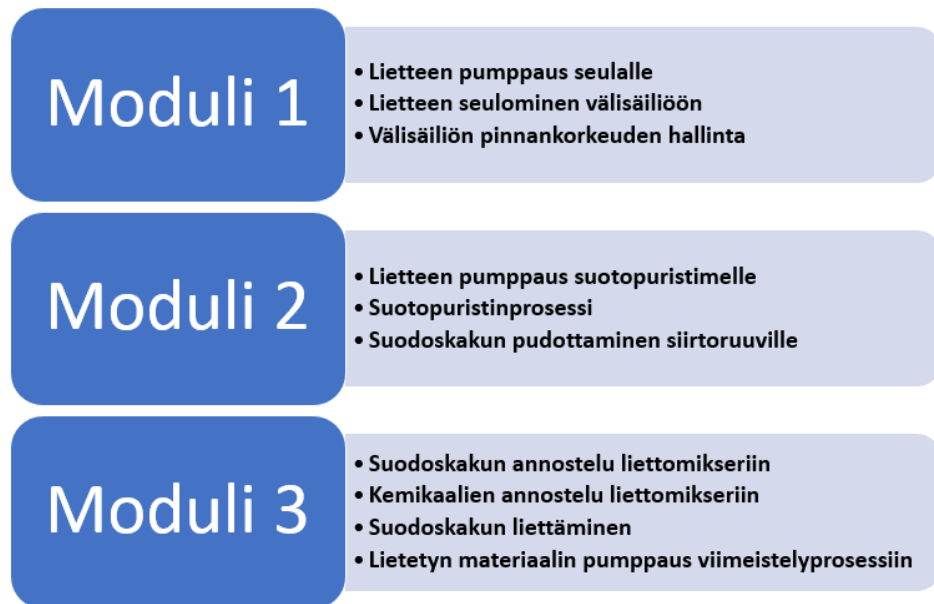 Moduli 1
• Lietteen pumppaus seulalle
• Lietteen seulominen välisäiliöön
• Välisäiliön pinnankorkeuden hallinta
Moduli 2
• Lietteen pumppaus suotopuristimelle
• Suotopuristinprosessi
• Suodoskakun pudottaminen siirtoruuville
Moduli 3
• Suodoskakun annostelu liettomikseriin
• Kemikaalien annostelu liettomikseriin
• Suodoskakun liettäminen
• Lietetyn materiaalin pumppaus viimeistelyprosessiin